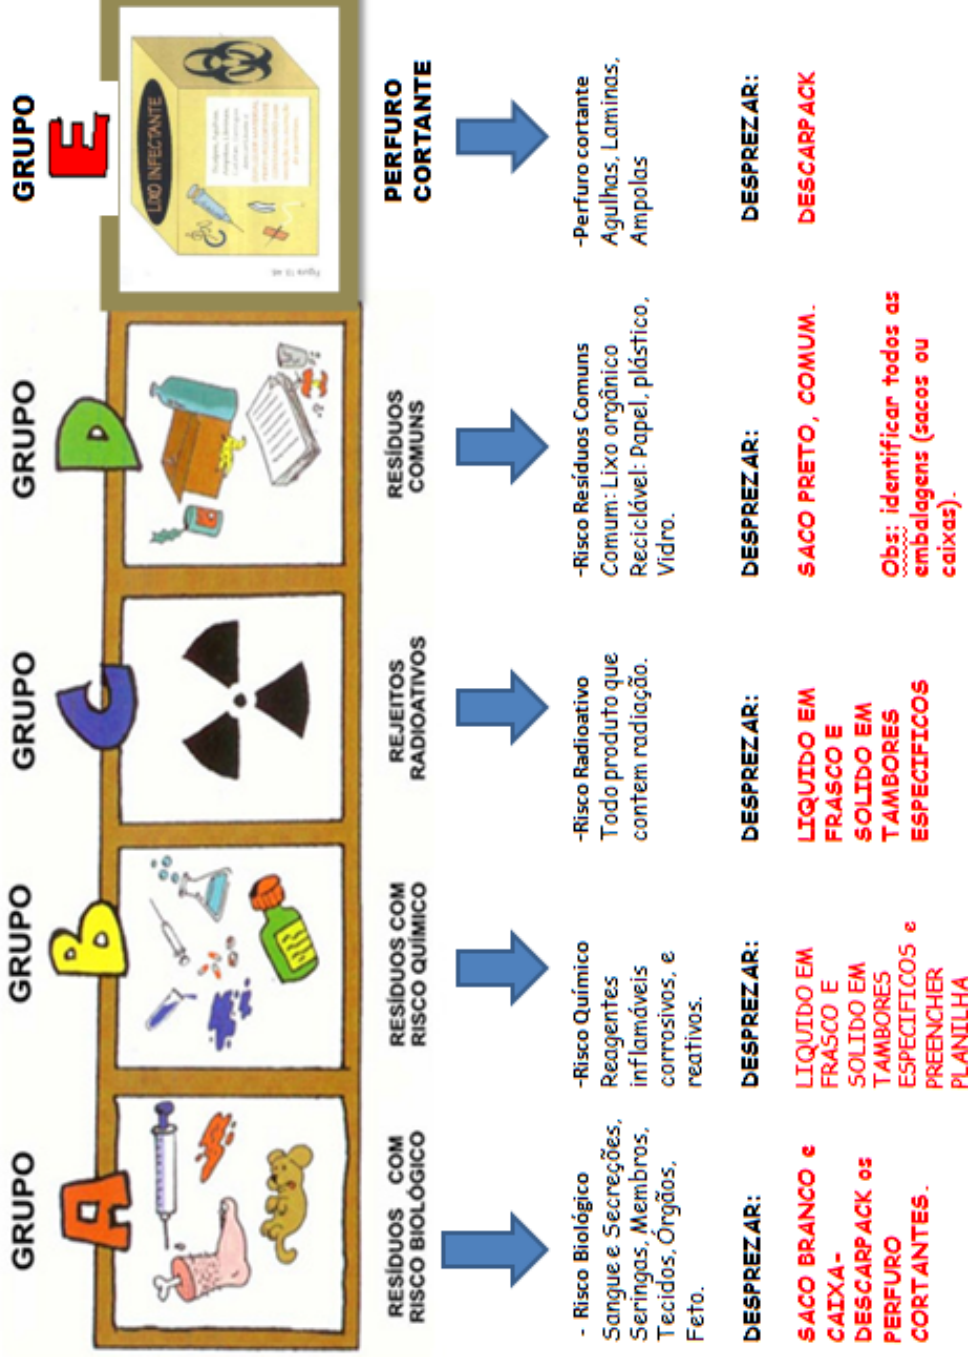 GRUPO
A
RESÍDUOS COM
RISCO BIOLÓGICO
- Risco Biológico
Sangue e Secreções,
Seringas, Membros,
Tecidos, Órgãos,
Feto.
DESPREZAR:
SACO BRANCO e
CAIXA-
DESCARPACK os
PERFURO
CORTANTES.
GRUPO
B
RESÍDUOS COM
RISCO QUÍMICO
-Risco Químico
Reagentes
inflamáveis
corrosivos, e
reativos.
DESPREZAR:
LIQUIDO EM
FRASCO E
SOLIDO EM
TAMBORES
ESPECIFICOS e
PREENCHER
PLANILHA
GRUPO
C
REJEITOS
RADIOATIVOS
-Risco Radioativo
Todo produto que
contem radiação.
DESPREZAR:
LIQUIDO EM
FRASCO E
SOLIDO EM
TAMBORES
ESPECIFICOS
GRUPO
D
RESÍDUOS
COMUNS
-Risco Resíduos Comuns
Comum: Lixo orgânico
Reciclável: Papel, plástico,
Vidro.
DESPREZAR:
SACO PRETO, COMUM.
Obs: identificar todos as
embalagens (sacos ou
caixas).
GRUPO
E
LIXO INFECTANTE
PERFURO
CORTANTE
-Perfuro cortante
Agulhas, Laminas,
Ampolas
DESPREZAR:
DESCARPACK